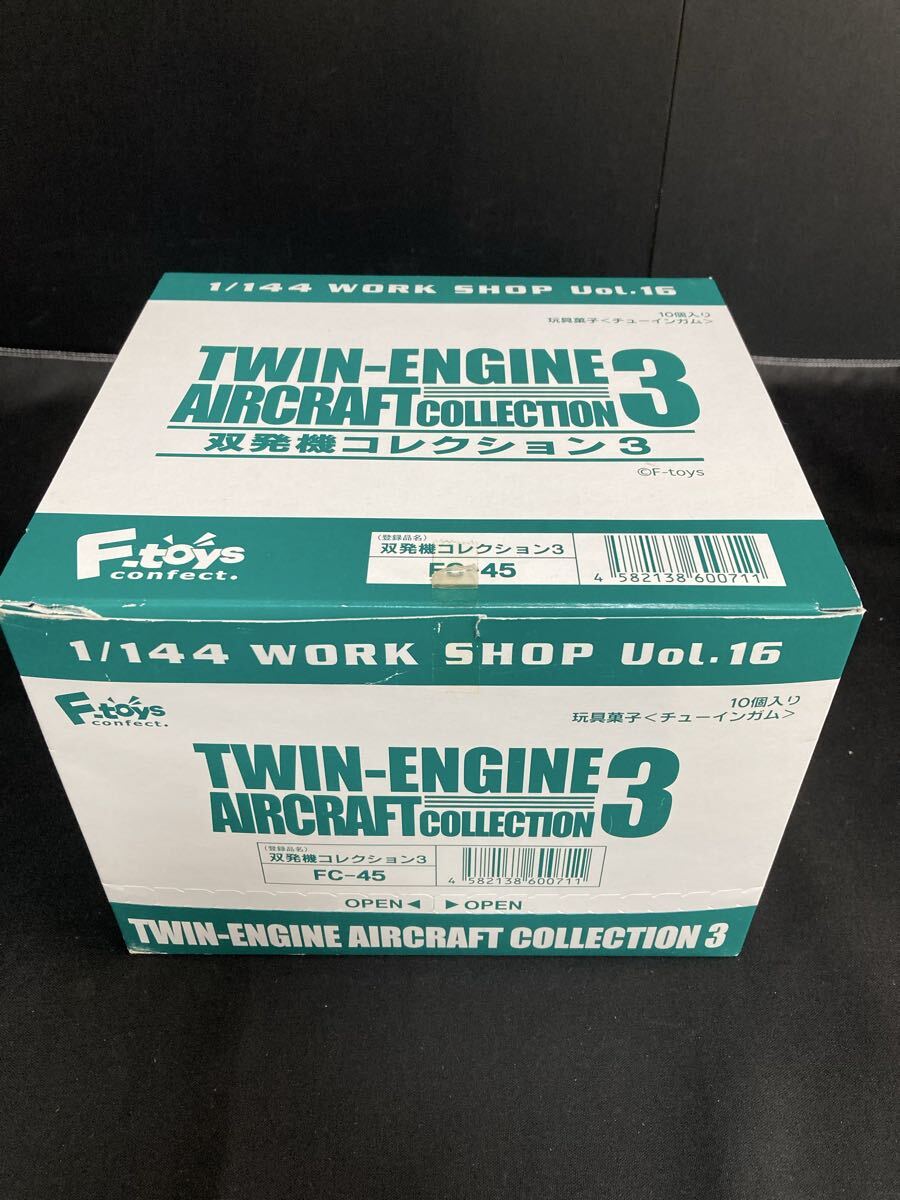 1/144 WORK SHOP Vol.16
10個入り
玩具菓子<チューインガム>
TWIN-ENGINE
AIRCRAFT COLLECTION 3
双発機コレクション3
©F-toys
F-toys
confect.
(登録品名)
双発機コレクション3
FC-45
4 582138 600711
1/144 WORK SHOP Vol.16
F-toys
confect.
10個入り
玩具菓子<チューインガム>
TWIN-ENGINE
AIRCRAFT COLLECTION 3
(登録品名)
双発機コレクション3
FC-45
4 582138 600711
OPEN◀ ▶OPEN
TWIN-ENGINE AIRCRAFT COLLECTION 3